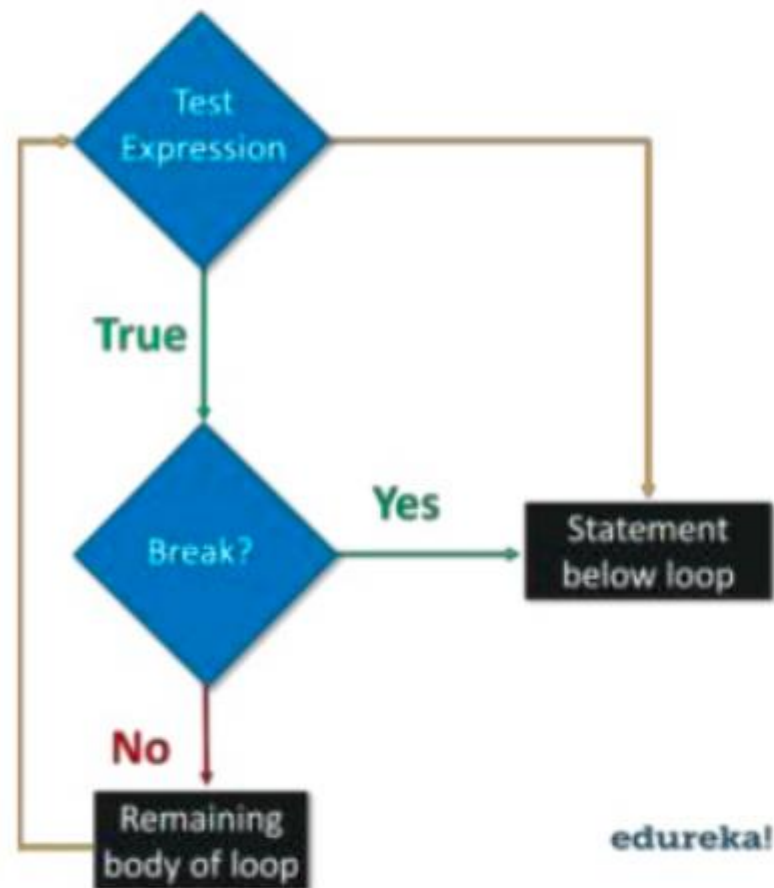 Test
Expression
True
Yes
Break?
Statement
below loop
No
Remaining
body of loop
edureka!